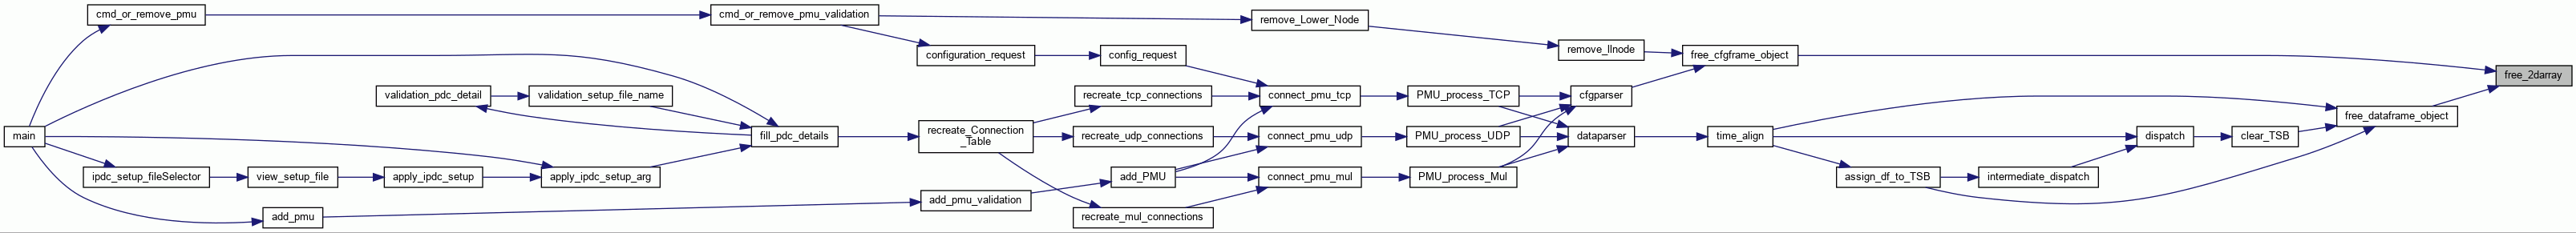 cmd_or_remove_pmu
cmd_or_remove_pmu_validation
remove_Lower_Node
configuration_request
config_request
remove_llnode
free_cfgframe_object
free_2darray
validation_pdc_detail
validation_setup_file_name
recreate_tcp_connections
connect_pmu_tcp
PMU_process_TCP
cfgparser
free_dataframe_object
main
fill_pdc_details
recreate_Connection
_Table
recreate_udp_connections
connect_pmu_udp
PMU_process_UDP
dataparser
time_align
dispatch
clear_TSB
ipdc_setup_fileSelector
view_setup_file
apply_ipdc_setup
apply_ipdc_setup_arg
add_PMU
connect_pmu_mul
PMU_process_Mul
assign_df_to_TSB
intermediate_dispatch
add_pmu_validation
add_pmu
recreate_mul_connections